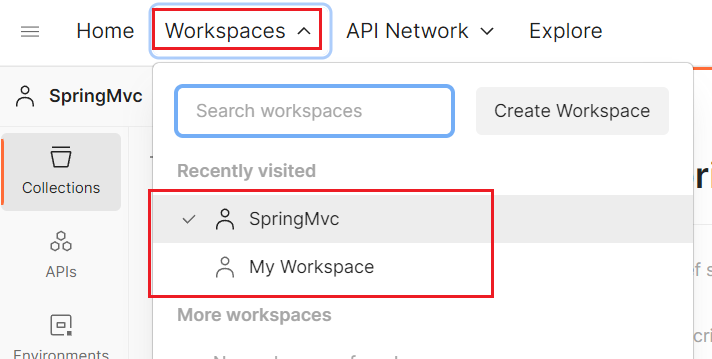 Home Workspaces API Network Explore
SpringMvc
Search workspaces Create Workspace
Recently visited
Collections
SpringMvc
My Workspace
APIs
More workspaces
Environments